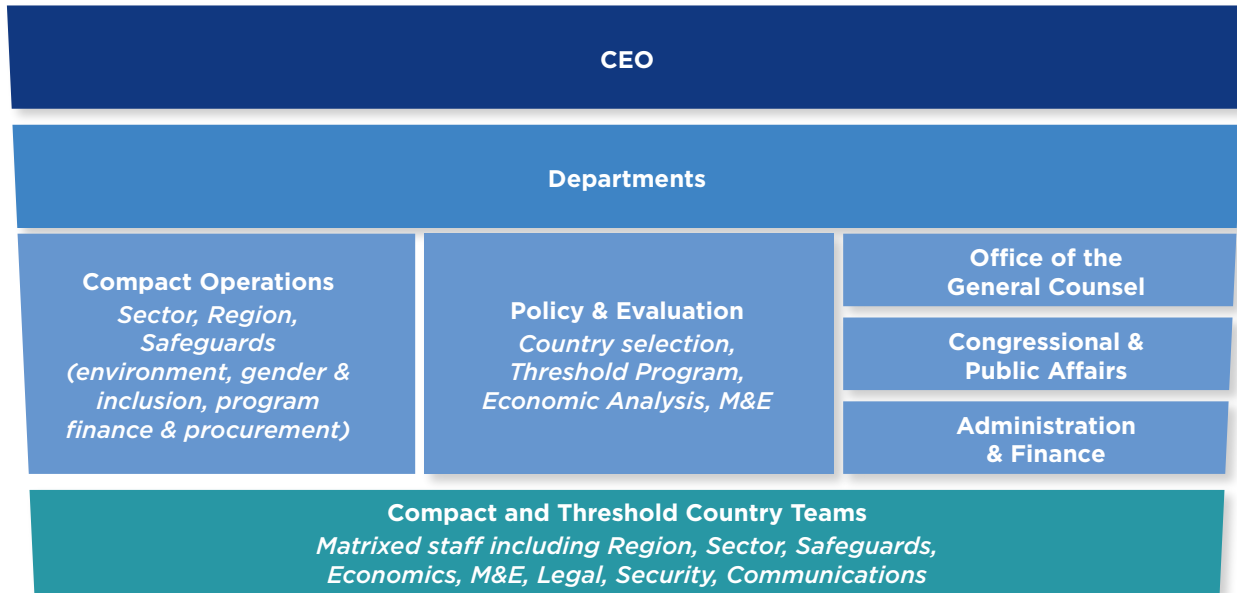 CEO
Departments
Compact Operations
Sector, Region,
Safeguards
(environment, gender &
inclusion, program
finance & procurement)
Policy & Evaluation
Country selection,
Threshold Program,
Economic Analysis, M&E
Office of the
General Counsel
Congressional &
Public Affairs
Administration
& Finance
Compact and Threshold Country Teams
Matrixed staff including Region, Sector, Safeguards,
Economics, M&E, Legal, Security, Communications